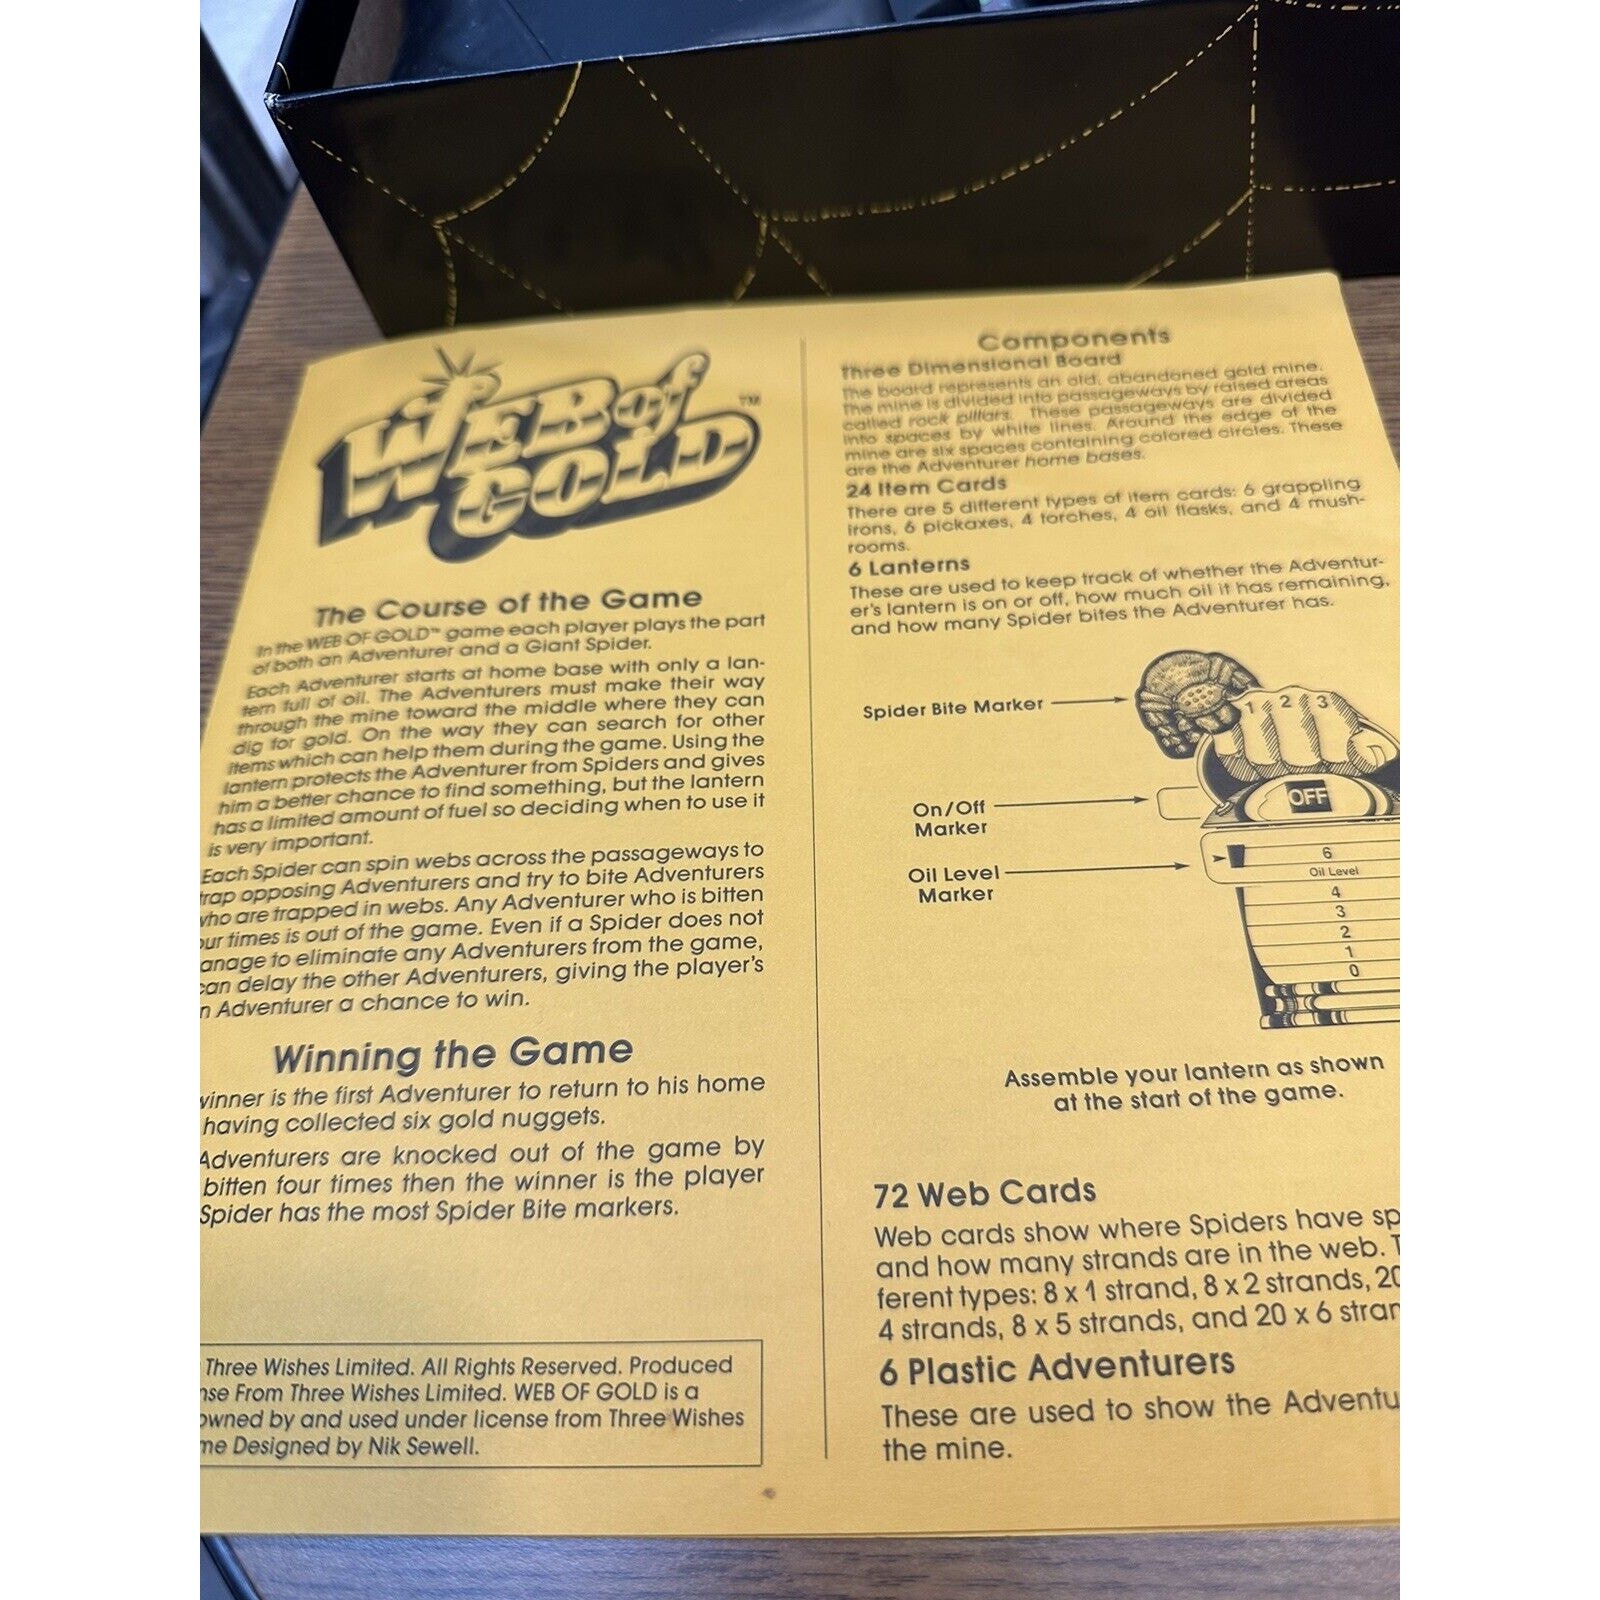 WEB of
GOLD™
The Course of the Game
In the WEB OF GOLD™ game each player plays the part
of both an Adventurer and a Giant Spider.
Each Adventurer starts at home base with only a lan-
tern full of oil. The Adventurers must make their way
through the mine toward the middle where they can
dig for gold. On the way they can search for other
items which can help them during the game. Using the
lantern protects the Adventurer from Spiders and gives
him a better chance to find something, but the lantern
has a limited amount of fuel so deciding when to use it
is very important.
Each Spider can spin webs across the passageways to
trap opposing Adventurers and try to bite Adventurers
who are trapped in webs. Any Adventurer who is bitten
ur times is out of the game. Even if a Spider does not
anage to eliminate any Adventurers from the game,
can delay the other Adventurers, giving the player's
n Adventurer a chance to win.
Winning the Game
winner is the first Adventurer to return to his home
having collected six gold nuggets.
Adventurers are knocked out of the game by
bitten four times then the winner is the player
Spider has the most Spider Bite markers.
Three Wishes Limited. All Rights Reserved. Produced
nse From Three Wishes Limited. WEB OF GOLD is a
owned by and used under license from Three Wishes
me Designed by Nik Sewell.
Components
Three Dimensional Board
The board represents an old, abandoned gold mine.
The mine is divided into passageways by raised areas
called rock pillars. These passageways are divided
into spaces by white lines. Around the edge of the
mine are six spaces containing colored circles. These
are the Adventurer home bases.
24 Item Cards
There are 5 different types of item cards: 6 grappling
irons, 6 pickaxes, 4 torches, 4 oil flasks, and 4 mush-
rooms.
6 Lanterns
These are used to keep track of whether the Adventur-
er's lantern is on or off, how much oil it has remaining,
and how many Spider bites the Adventurer has.
Spider Bite Marker
1 2 3
On/Off
Marker
OFF
Oil Level
Marker
6
Oil Level
4
3
2
1
0
Assemble your lantern as shown
at the start of the game.
72 Web Cards
Web cards show where Spiders have sp
and how many strands are in the web. T
ferent types: 8 x 1 strand, 8 x 2 strands, 20
4 strands, 8 x 5 strands, and 20 x 6 stran
6 Plastic Adventurers
These are used to show the Adventu
the mine.